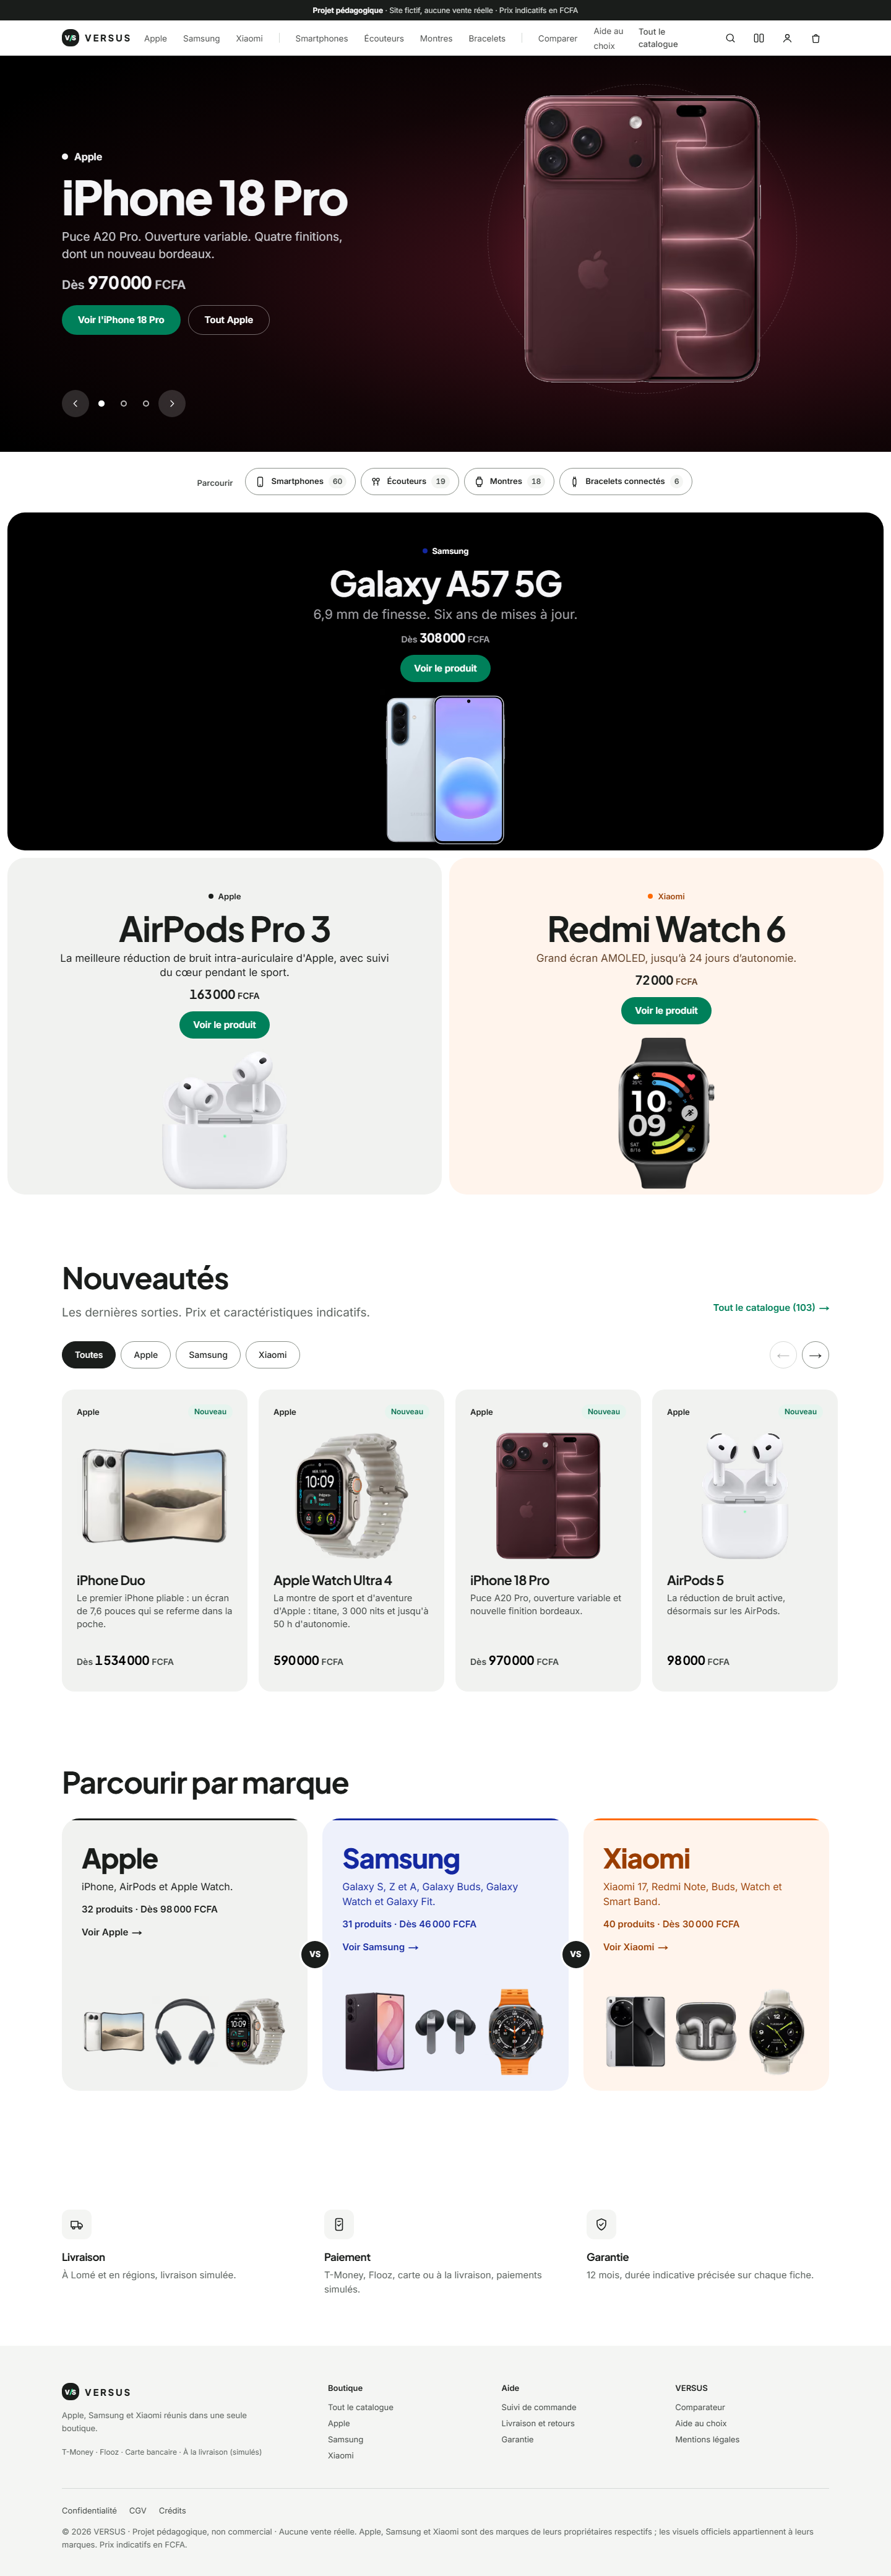 Projet pédagogique · Site fictif, aucune vente réelle · Prix indicatifs en FCFA
V/S VERSUS Apple Samsung Xiaomi Smartphones Écouteurs Montres Bracelets Comparer Aide au choix Tout le catalogue
Apple
iPhone 18 Pro
Puce A20 Pro. Ouverture variable. Quatre finitions,
dont un nouveau bordeaux.
Dès 970 000 FCFA
Voir l'iPhone 18 Pro Tout Apple
Parcourir Smartphones 60 Écouteurs 19 Montres 18 Bracelets connectés 6
Samsung
Galaxy A57 5G
6,9 mm de finesse. Six ans de mises à jour.
Dès 308 000 FCFA
Voir le produit
Apple
AirPods Pro 3
La meilleure réduction de bruit intra-auriculaire d'Apple, avec suivi
du cœur pendant le sport.
163 000 FCFA
Voir le produit
Xiaomi
Redmi Watch 6
Grand écran AMOLED, jusqu’à 24 jours d’autonomie.
72 000 FCFA
Voir le produit
10
09
SAT
8/16
Nouveautés
Les dernières sorties. Prix et caractéristiques indicatifs.
Tout le catalogue (103) →
Toutes Apple Samsung Xiaomi
← →
Apple Nouveau
iPhone Duo
Le premier iPhone pliable : un écran
de 7,6 pouces qui se referme dans la
poche.
Dès 1 534 000 FCFA
Apple Nouveau
10:09
Apple Watch Ultra 4
La montre de sport et d'aventure
d'Apple : titane, 3 000 nits et jusqu'à
50 h d'autonomie.
590 000 FCFA
Apple Nouveau
iPhone 18 Pro
Puce A20 Pro, ouverture variable et
nouvelle finition bordeaux.
Dès 970 000 FCFA
Apple Nouveau
AirPods 5
La réduction de bruit active,
désormais sur les AirPods.
98 000 FCFA
Parcourir par marque
Apple
iPhone, AirPods et Apple Watch.
32 produits · Dès 98 000 FCFA
Voir Apple →
VS
Samsung
Galaxy S, Z et A, Galaxy Buds, Galaxy
Watch et Galaxy Fit.
31 produits · Dès 46 000 FCFA
Voir Samsung →
VS
Xiaomi
Xiaomi 17, Redmi Note, Buds, Watch et
Smart Band.
40 produits · Dès 30 000 FCFA
Voir Xiaomi →
Livraison
À Lomé et en régions, livraison simulée.
Paiement
T-Money, Flooz, carte ou à la livraison, paiements
simulés.
Garantie
12 mois, durée indicative précisée sur chaque fiche.
V/S VERSUS
Apple, Samsung et Xiaomi réunis dans une seule
boutique.
T-Money · Flooz · Carte bancaire · À la livraison (simulés)
Boutique
Tout le catalogue
Apple
Samsung
Xiaomi
Aide
Suivi de commande
Livraison et retours
Garantie
VERSUS
Comparateur
Aide au choix
Mentions légales
Confidentialité CGV Crédits
© 2026 VERSUS · Projet pédagogique, non commercial · Aucune vente réelle. Apple, Samsung et Xiaomi sont des marques de leurs propriétaires respectifs ; les visuels officiels appartiennent à leurs
marques. Prix indicatifs en FCFA.